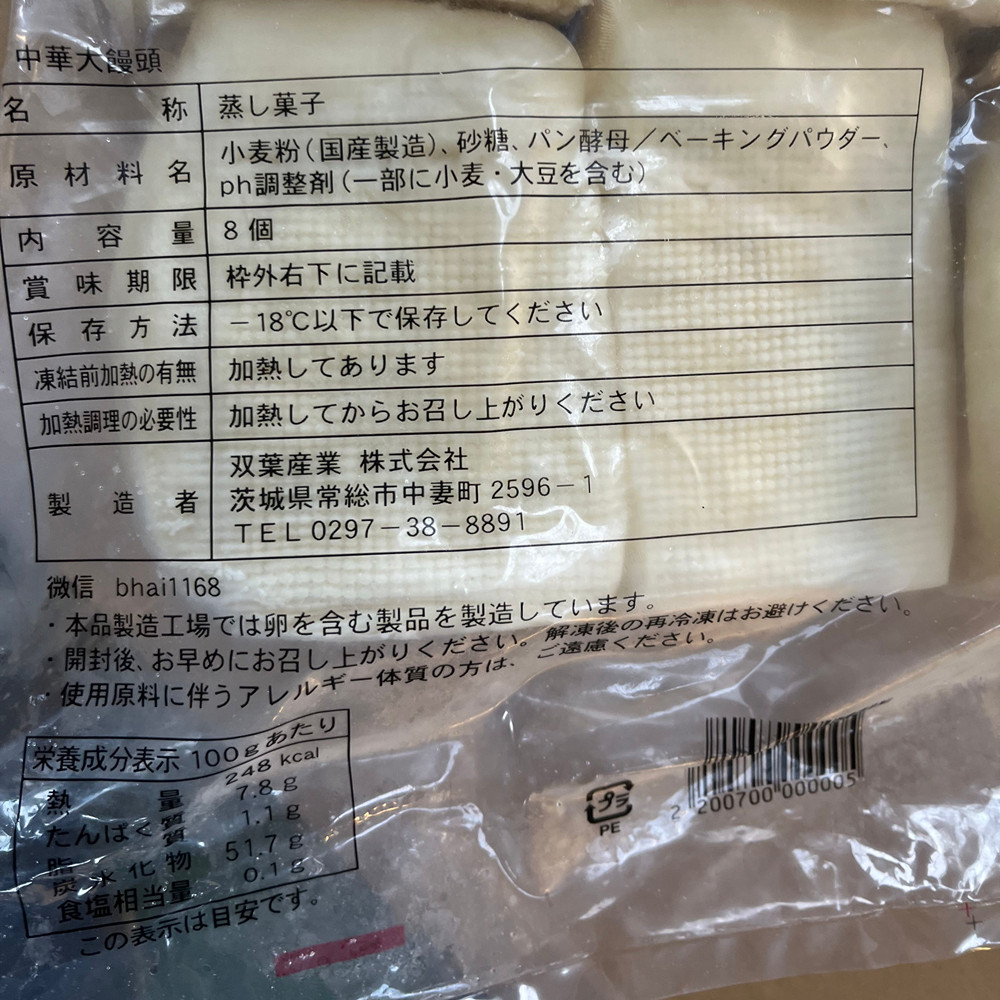 中華大饅頭
名称 蒸し菓子
原材料名 小麦粉(国産製造)、砂糖、パン酵母/ベーキングパウダー、
ph調整剤(一部に小麦・大豆を含む)
内容量 8個
賞味期限 枠外右下に記載
保存方法 -18℃以下で保存してください
凍結前加熱の有無 加熱してあります
加熱調理の必要性 加熱してからお召し上がりください
製造者 双葉産業 株式会社
茨城県常総市中妻町2596-1
TEL0297-38-8891
微信 bhai1168
・本品製造工場では卵を含む製品を製造しています。
・開封後、お早めにお召し上がりください。解凍後の再冷凍はお避けください。
・使用原料に伴うアレルギー体質の方は、ご遠慮ください。
栄養成分表示 100gあたり
熱量 248 kcal
たんぱく質 7.8g
脂質 1.1g
炭水化物 51.7g
食塩相当量 0.1g
この表示は目安です。
プラ
PE
2 200700 000005